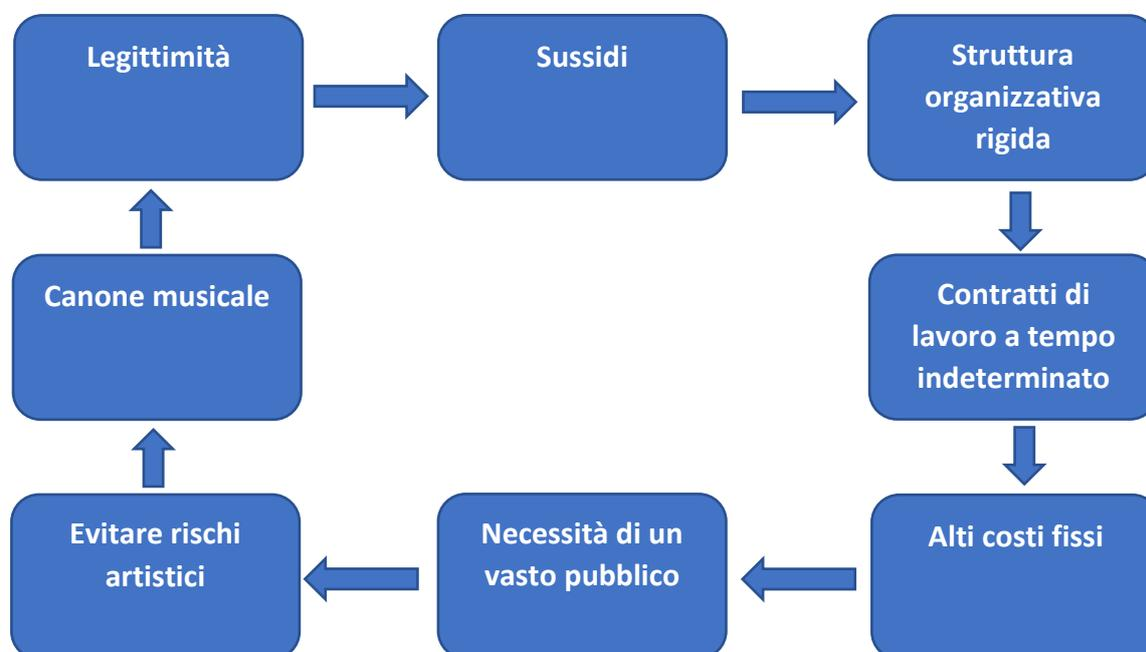 Legittimità
Sussidi
Struttura
organizzativa
rigida
Contratti di
lavoro a tempo
indeterminato
Alti costi fissi
Necessità di un
vasto pubblico
Evitare rischi
artistici
Canone musicale